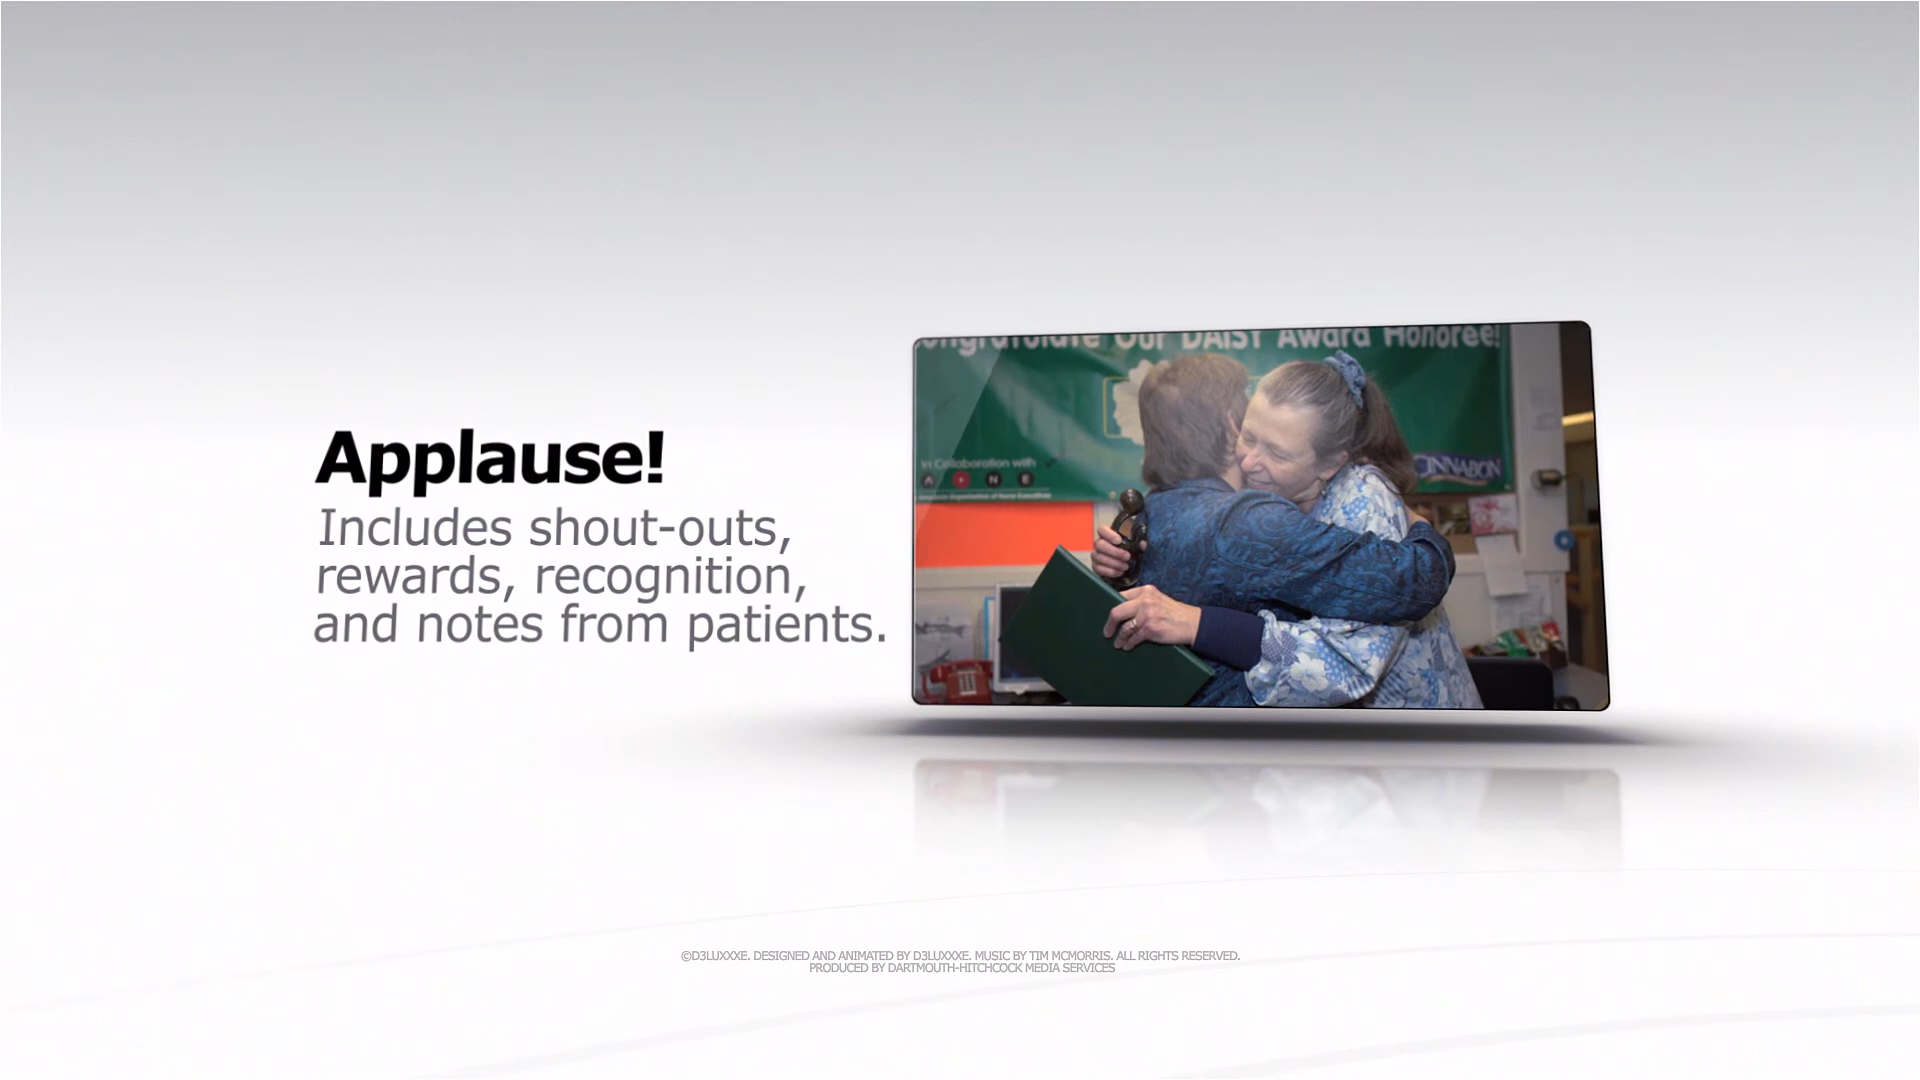 Applause!
Includes shout-outs,
rewards, recognition,
and notes from patients.
Our DAISY Award Honoree!
In Collaboration with
A O N E
©D3LUXXXE. DESIGNED AND ANIMATED BY D3LUXXXE. MUSIC BY TIM MCMORRIS. ALL RIGHTS RESERVED.
PRODUCED BY DARTMOUTH-HITCHCOCK MEDIA SERVICES